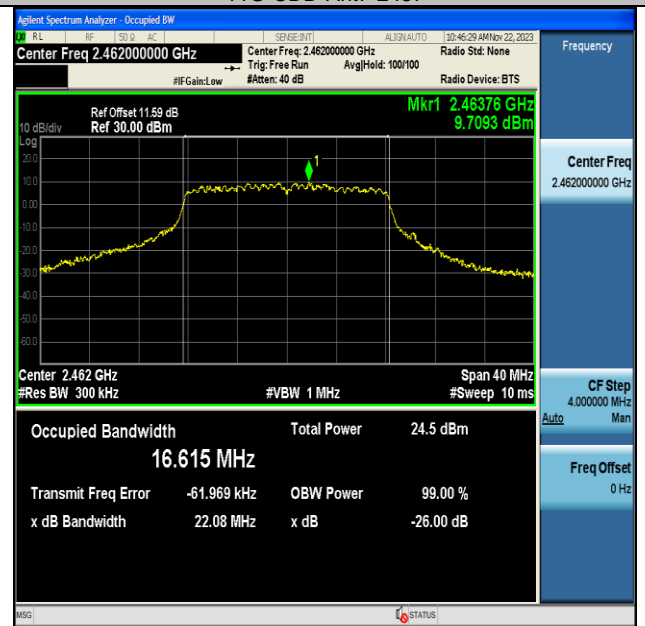 Agilent Spectrum Analyzer - Occupied BW
LXI RL RF 50 Ω AC SENSE:INT ALIGN AUTO 10:46:29 AM Nov 22, 2023
Center Freq 2.462000000 GHz
Center Freq: 2.462000000 GHz
Radio Std: None
Trig: Free Run Avg|Hold: 100/100
#IFGain:Low #Atten: 40 dB Radio Device: BTS
Frequency
Mkr1 2.46376 GHz
9.7093 dBm
Ref Offset 11.59 dB
10 dB/div Ref 30.00 dBm
Log
20.0
10.0
0.00
-10.0
-20.0
-30.0
-40.0
-50.0
-60.0
1
Center 2.462 GHz Span 40 MHz
#Res BW 300 kHz #VBW 1 MHz #Sweep 10 ms
Occupied Bandwidth Total Power 24.5 dBm
16.615 MHz
Transmit Freq Error -61.969 kHz OBW Power 99.00 %
x dB Bandwidth 22.08 MHz x dB -26.00 dB
Center Freq
2.462000000 GHz
CF Step
4.000000 MHz
Auto Man
Freq Offset
0 Hz
MSG STATUS